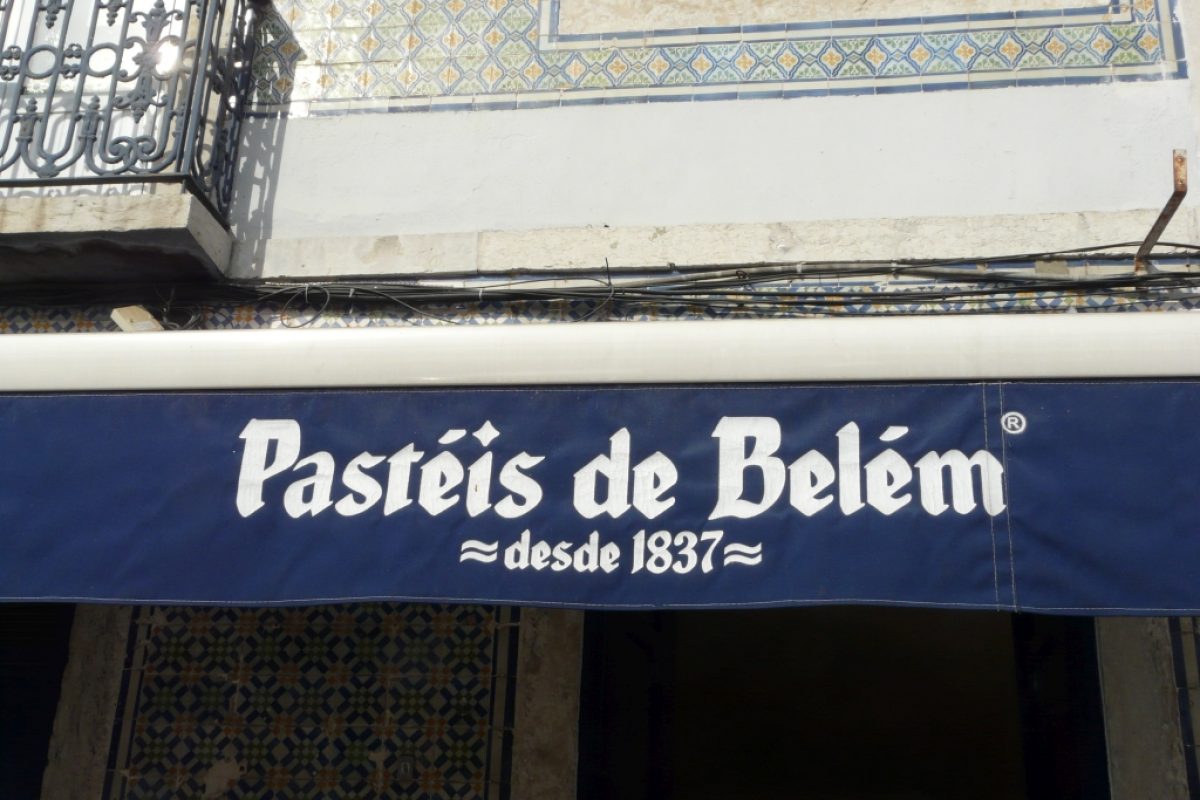 Pastéis de Belém®
≈desde 1837≈